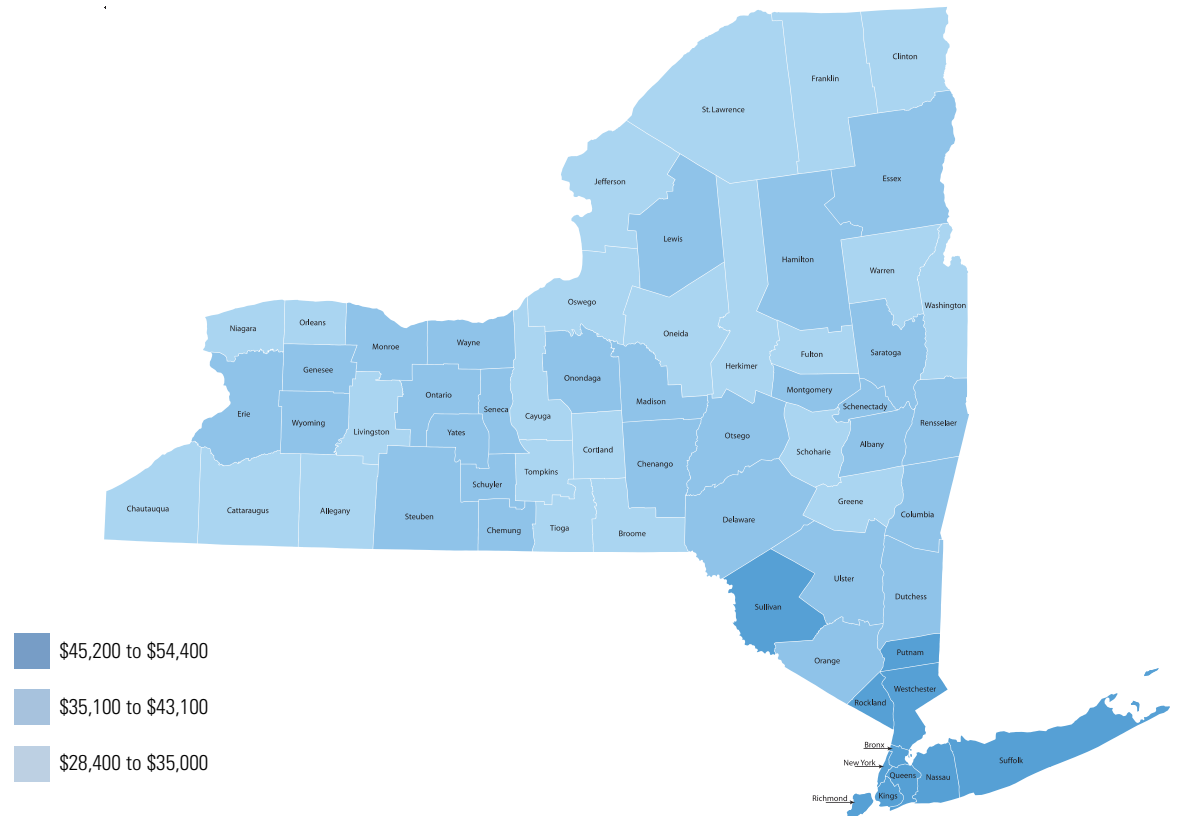 Clinton
Franklin
St. Lawrence
Essex
Jefferson
Lewis
Hamilton
Warren
Washington
Oswego
Oneida
Herkimer
Fulton
Saratoga
Niagara
Orleans
Monroe
Wayne
Genesee
Onondaga
Madison
Montgomery
Schenectady
Rensselaer
Erie
Wyoming
Livingston
Ontario
Seneca
Yates
Cayuga
Cortland
Chenango
Otsego
Schoharie
Albany
Tompkins
Schuyler
Greene
Columbia
Chautauqua
Cattaraugus
Allegany
Steuben
Chemung
Tioga
Broome
Delaware
Ulster
Dutchess
Sullivan
Orange
Putnam
Westchester
Rockland
Bronx
New York
Queens
Nassau
Suffolk
Richmond
Kings
$45,200 to $54,400
$35,100 to $43,100
$28,400 to $35,000